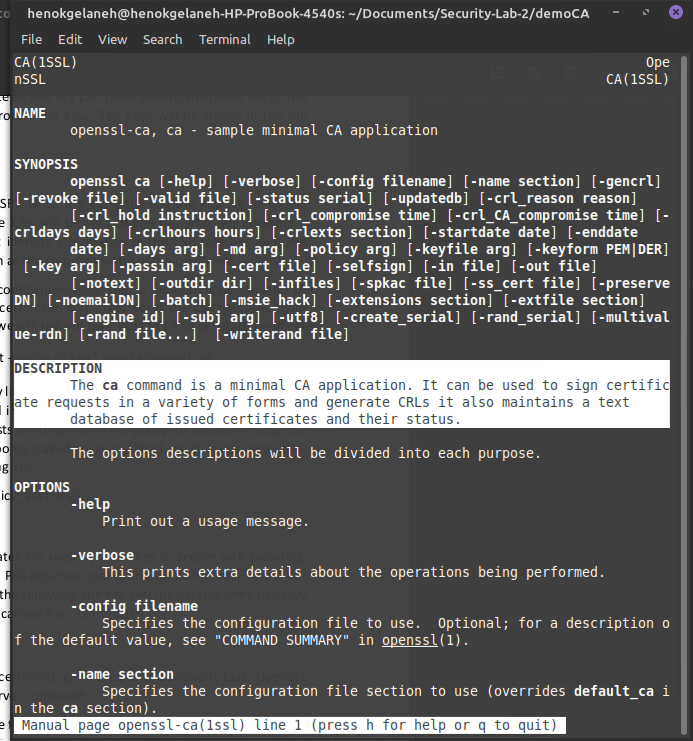 henokgelaneh@henokgelaneh-HP-ProBook-4540s: ~/Documents/Security-Lab-2/demoCA
File Edit View Search Terminal Help
CA(1SSL) Ope
nSSL CA(1SSL)
NAME
openssl-ca, ca - sample minimal CA application
SYNOPSIS
openssl ca [-help] [-verbose] [-config filename] [-name section] [-gencrl]
[-revoke file] [-valid file] [-status serial] [-updatedb] [-crl_reason reason]
[-crl_hold instruction] [-crl_compromise time] [-crl_CA_compromise time] [-
crldays days] [-crlhours hours] [-crlexts section] [-startdate date] [-enddate
date] [-days arg] [-md arg] [-policy arg] [-keyfile arg] [-keyform PEM|DER]
[-key arg] [-passin arg] [-cert file] [-selfsign] [-in file] [-out file]
[-notext] [-outdir dir] [-infiles] [-spkac file] [-ss_cert file] [-preserve
DN] [-noemailDN] [-batch] [-msie_hack] [-extensions section] [-extfile section]
[-engine id] [-subj arg] [-utf8] [-create_serial] [-rand_serial] [-multival
ue-rdn] [-rand file...] [-writerand file]
DESCRIPTION
The ca command is a minimal CA application. It can be used to sign certific
ate requests in a variety of forms and generate CRLs it also maintains a text
database of issued certificates and their status.
The options descriptions will be divided into each purpose.
OPTIONS
-help
Print out a usage message.
-verbose
This prints extra details about the operations being performed.
-config filename
Specifies the configuration file to use. Optional; for a description o
f the default value, see "COMMAND SUMMARY" in openssl(1).
-name section
Specifies the configuration file section to use (overrides default_ca i
n the ca section).
Manual page openssl-ca(1ssl) line 1 (press h for help or q to quit)